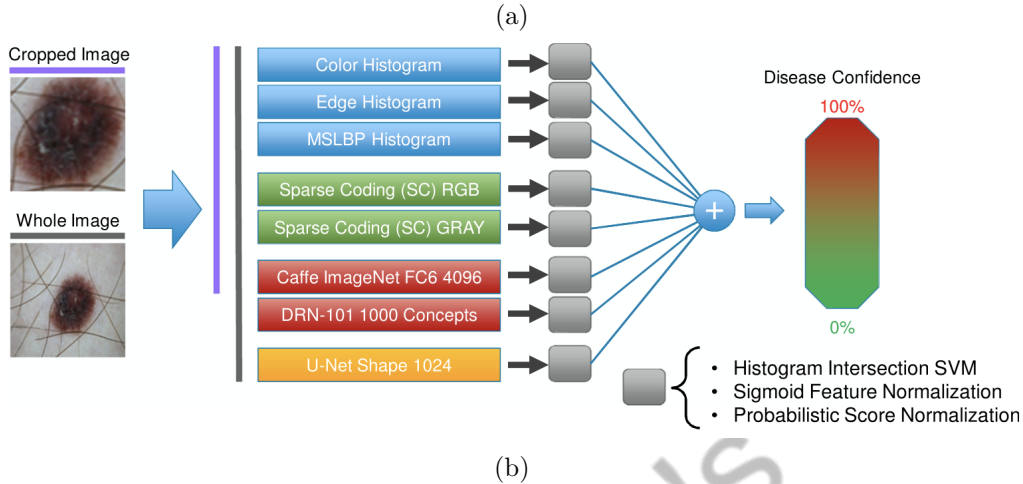 (a)
Cropped Image
Whole Image
Color Histogram
Edge Histogram
MSLBP Histogram
Sparse Coding (SC) RGB
Sparse Coding (SC) GRAY
Caffe ImageNet FC6 4096
DRN-101 1000 Concepts
U-Net Shape 1024
+
Disease Confidence
100%
0%
• Histogram Intersection SVM
• Sigmoid Feature Normalization
• Probabilistic Score Normalization
(b)